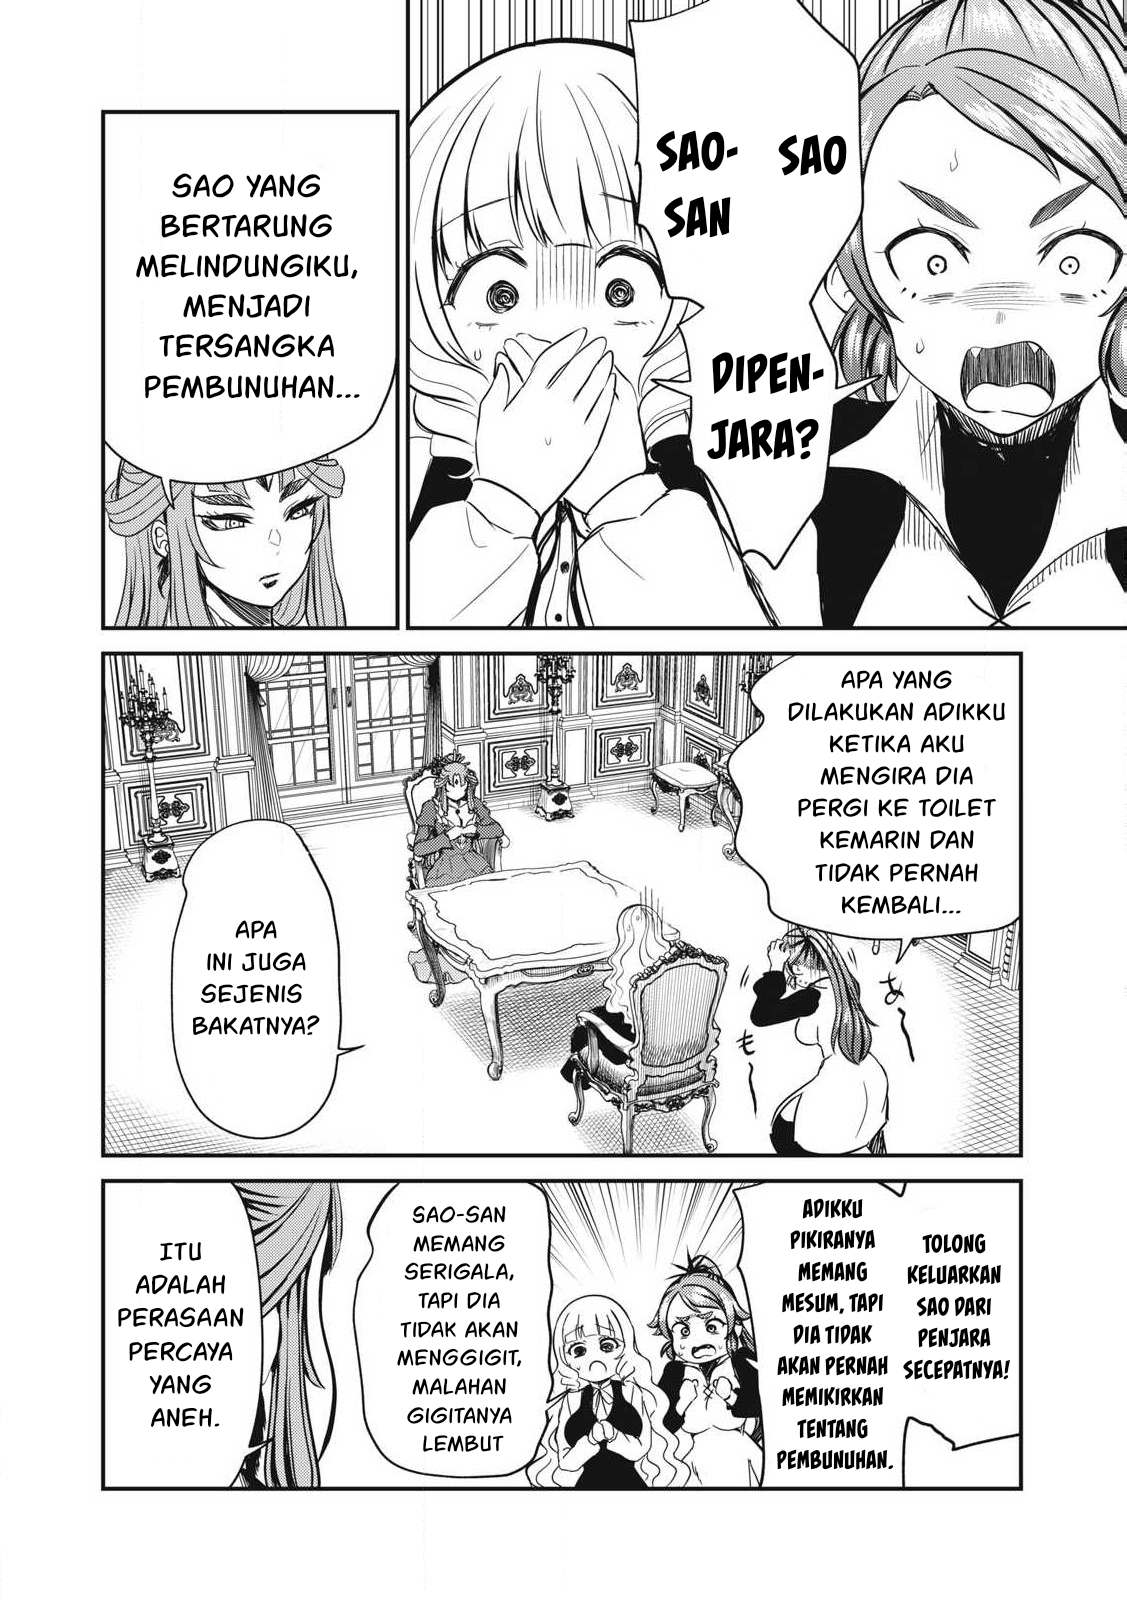 SAO
SAO-
SAN
DIPEN-
JARA?
SAO YANG
BERTARUNG
MELINDUNGIKU,
MENJADI
TERSANGKA
PEMBUNUHAN...
APA YANG
DILAKUKAN ADIKKU
KETIKA AKU
MENGIRA DIA
PERGI KE TOILET
KEMARIN DAN
TIDAK PERNAH
KEMBALI...
あ〜
も〜
APA
INI JUGA
SEJENIS
BAKATNYA?
TOLONG
KELUARKAN
SAO DARI
PENJARA
SECEPATNYA!
ADIKKU
PIKIRANYA
MEMANG
MESUM, TAPI
DIA TIDAK
AKAN PERNAH
MEMIKIRKAN
TENTANG
PEMBUNUHAN.
SAO-SAN
MEMANG
SERIGALA,
TAPI DIA
TIDAK AKAN
MENGGIGIT,
MALAHAN
GIGITANYA
LEMBUT
ITU
ADALAH
PERASAAN
PERCAYA
YANG
ANEH.